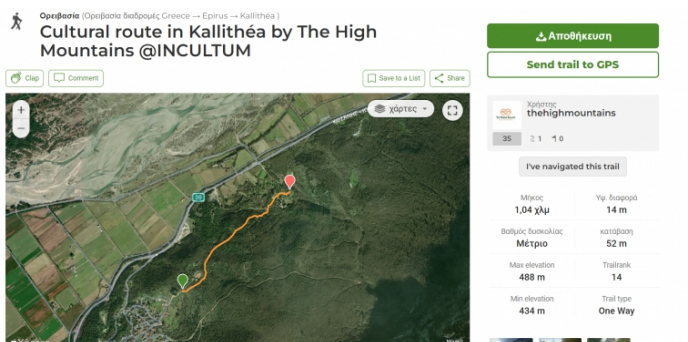 Ορειβασία (Ορειβασία διαδρομές Greece → Epirus → Kallithéa )
Cultural route in Kallithéa by The High
Mountains @INCULTUM
Clap
Comment
Save to a List
Share
χάρτες
+
−
20
Αποθήκευση
Send trail to GPS
Χρήστης
thehighmountains
35
1
0
I've navigated this trail
Μήκος
1,04 χλμ
Υψ. διαφορά
14 m
Βαθμός δυσκολίας
Μέτριο
κατάβαση
52 m
Max elevation
488 m
Trailrank
14
Min elevation
434 m
Trail type
One Way